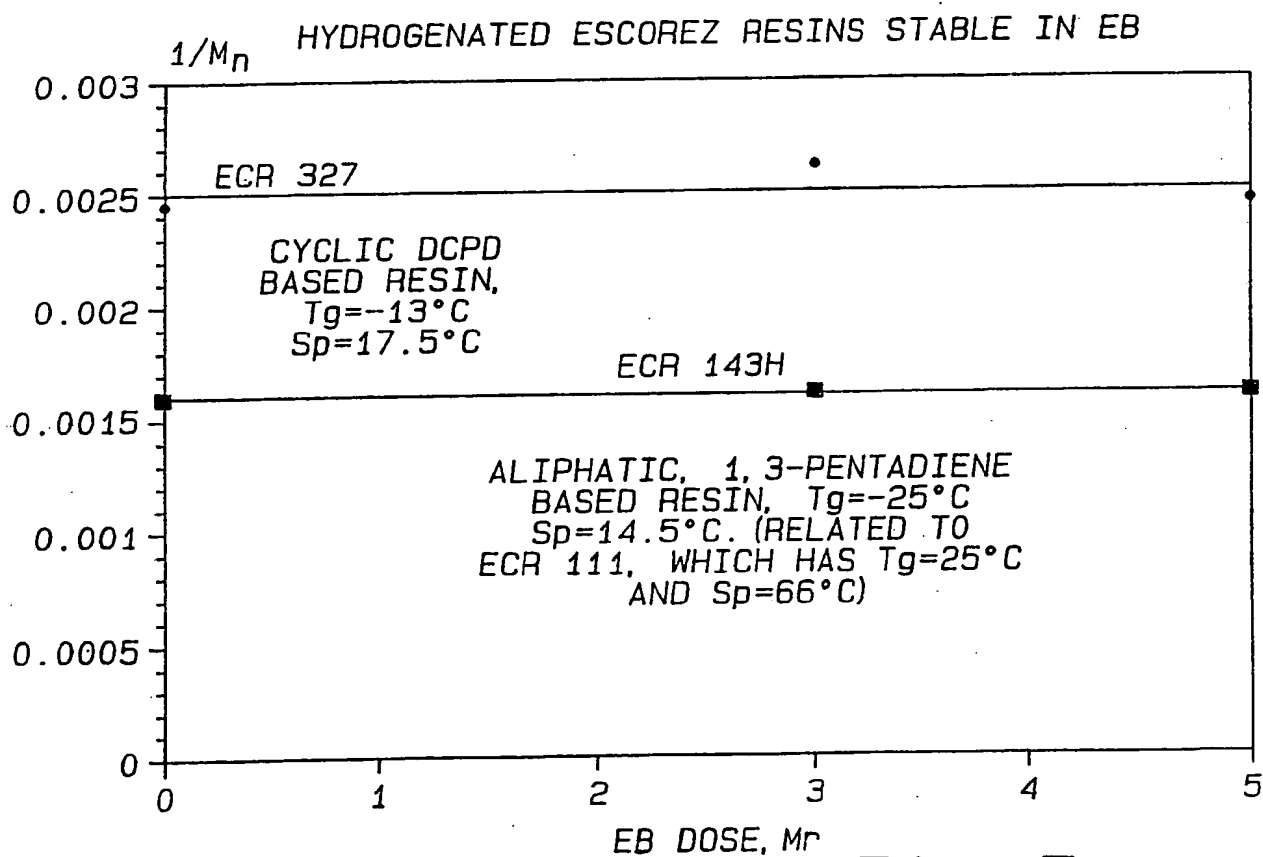 HYDROGENATED ESCOREZ RESINS STABLE IN EB
1/Mn
0.003
ECR 327
0.0025
CYCLIC DCPD
BASED RESIN,
Tg=-13°C
Sp=17.5°C
0.002
ECR 143H
0.0015
ALIPHATIC, 1,3-PENTADIENE
BASED RESIN, Tg=-25°C
Sp=14.5°C. (RELATED TO
ECR 111, WHICH HAS Tg=25°C
AND Sp=66°C)
0.001
0.0005
0
0 1 2 3 4 5
EB DOSE, Mr